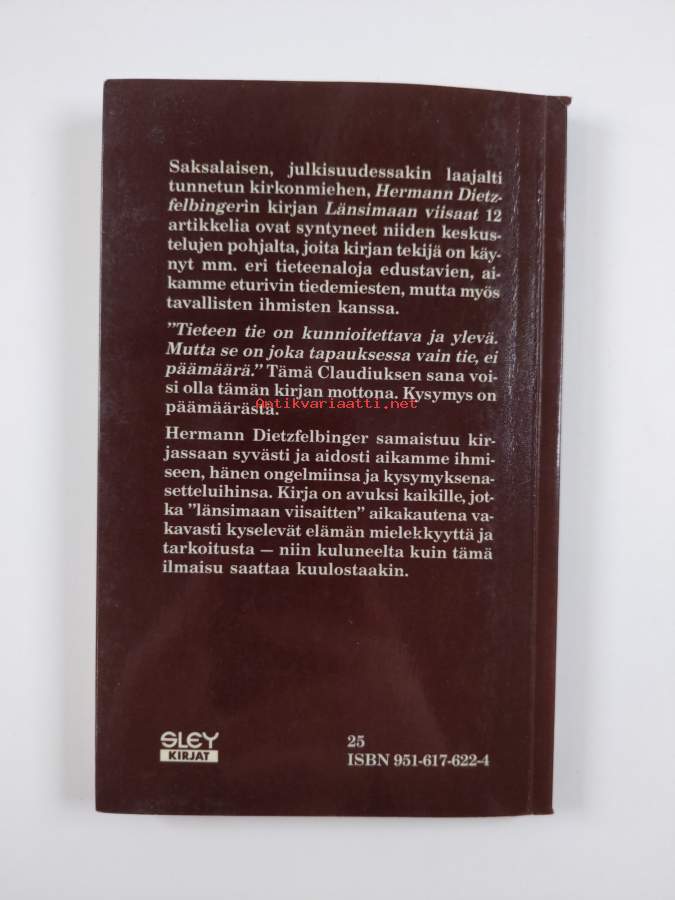 Saksalaisen, julkisuudessakin laajalti
tunnetun kirkonmiehen, Hermann Dietz-
felbingerin kirjan Länsimaan viisaat 12
artikkelia ovat syntyneet niiden keskus-
telujen pohjalta, joita kirjan tekijä on käy-
nyt mm. eri tieteenaloja edustavien, ai-
kamme eturivin tiedemiesten, mutta myös
tavallisten ihmisten kanssa.
”Tieteen tie on kunnioitettava ja ylevä.
Mutta se on joka tapauksessa vain tie, ei
päämäärä.” Tämä Claudiuksen sana voi-
si olla tämän kirjan mottona. Kysymys on
päämäärästä.
Antikvariaatti.net
Hermann Dietzfelbinger samaistuu kir-
jassaan syvästi ja aidosti aikamme ihmi-
seen, hänen ongelmiinsa ja kysymyksena-
setteluihinsa. Kirja on avuksi kaikille, jot-
ka ”länsimaan viisaitten” aikakautena va-
kavasti kyselevät elämän mielekkyyttä ja
tarkoitusta — niin kuluneelta kuin tämä
ilmaisu saattaa kuulostaakin.
SLEY
KIRJAT
25
ISBN 951-617-622-4